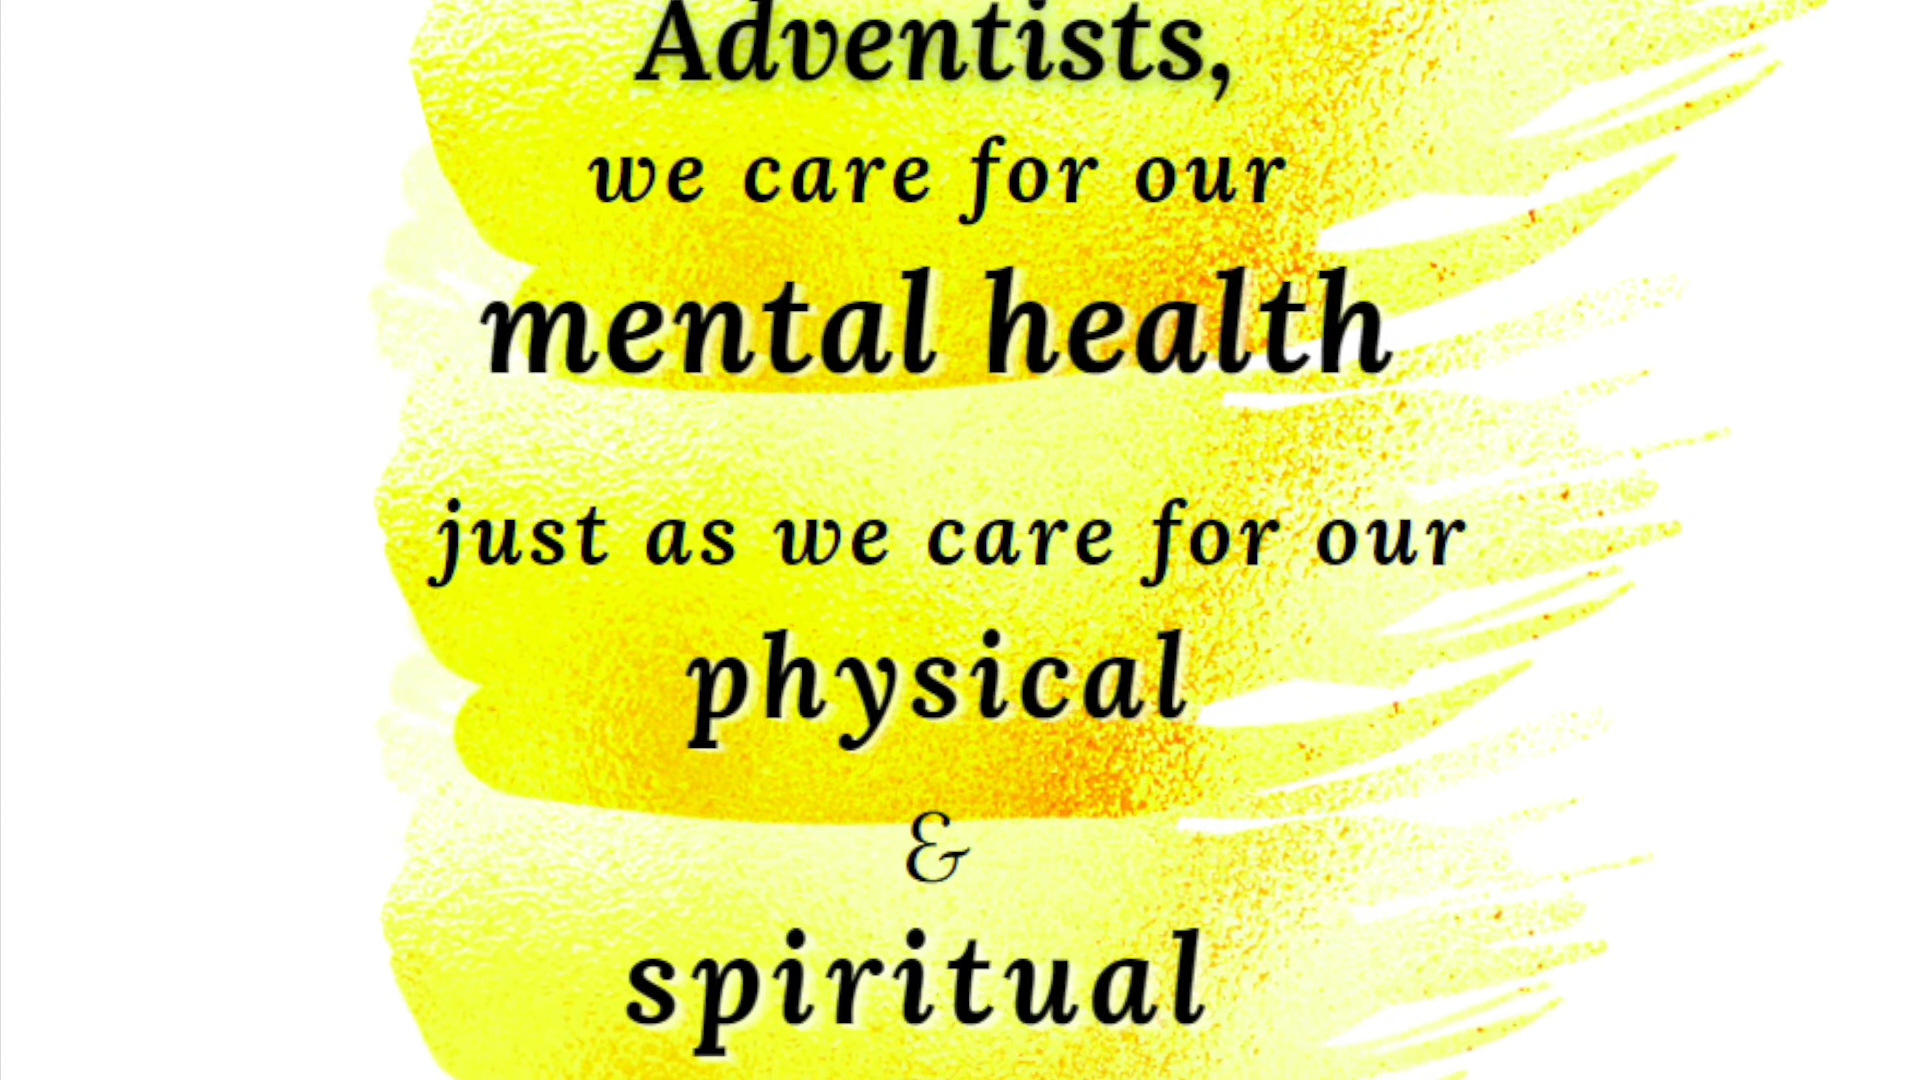 Adventists,
we care for our
mental health
just as we care for our
physical
&
spiritual